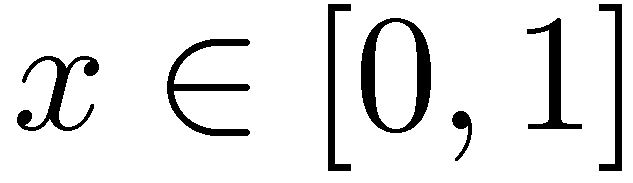 x ∈ [0, 1]